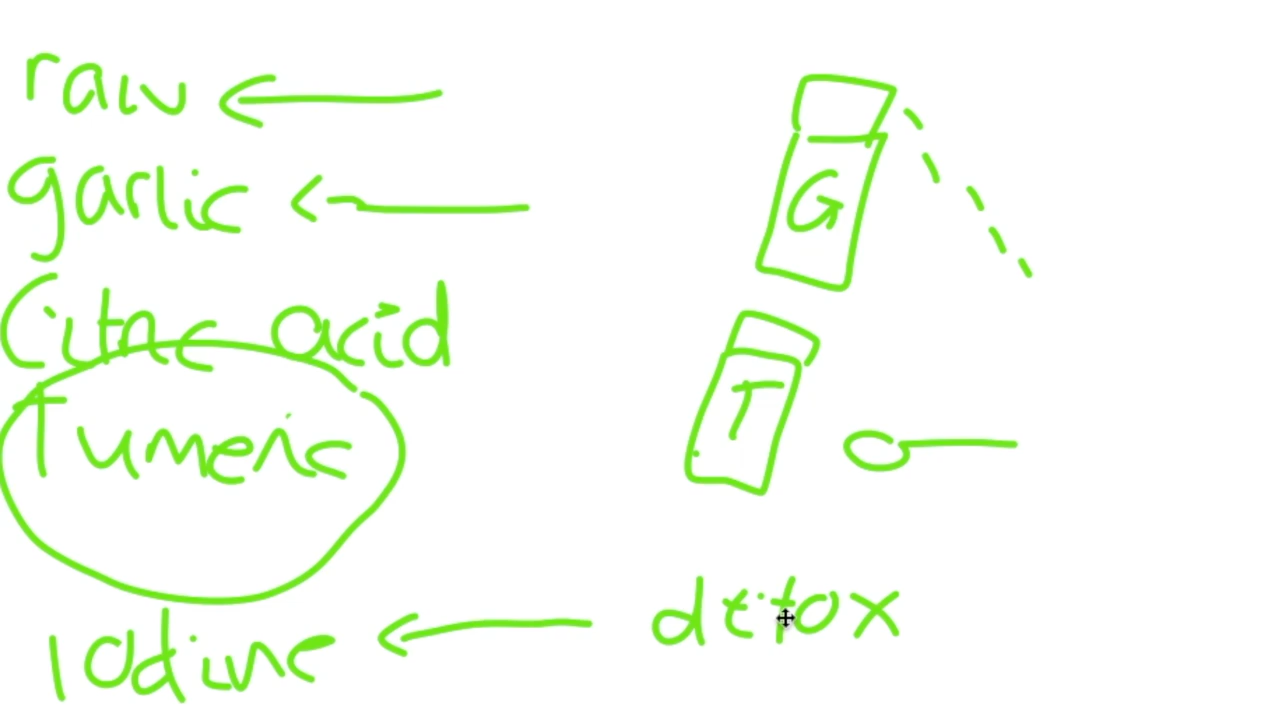 raw
garlic
Citric acid
Tumeric
Iodine
G
T
detox